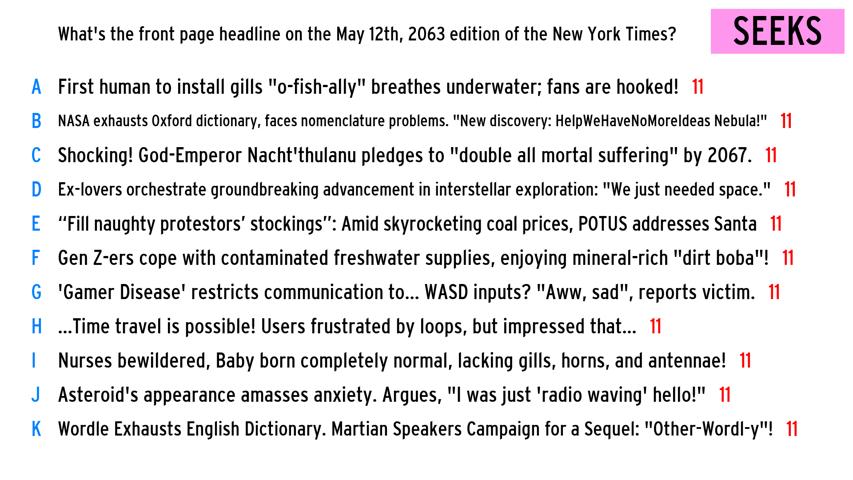 What's the front page headline on the May 12th, 2063 edition of the New York Times?
SEEKS
A First human to install gills "o-fish-ally" breathes underwater; fans are hooked! 11
B NASA exhausts Oxford dictionary, faces nomenclature problems. "New discovery: HelpWeHaveNoMoreIdeas Nebula!" 11
C Shocking! God-Emperor Nacht'thulanu pledges to "double all mortal suffering" by 2067. 11
D Ex-lovers orchestrate groundbreaking advancement in interstellar exploration: "We just needed space." 11
E “Fill naughty protestors’ stockings”: Amid skyrocketing coal prices, POTUS addresses Santa 11
F Gen Z-ers cope with contaminated freshwater supplies, enjoying mineral-rich "dirt boba"! 11
G 'Gamer Disease' restricts communication to... WASD inputs? "Aww, sad", reports victim. 11
H ...Time travel is possible! Users frustrated by loops, but impressed that... 11
I Nurses bewildered, Baby born completely normal, lacking gills, horns, and antennae! 11
J Asteroid's appearance amasses anxiety. Argues, "I was just 'radio waving' hello!" 11
K Wordle Exhausts English Dictionary. Martian Speakers Campaign for a Sequel: "Other-Wordl-y"! 11